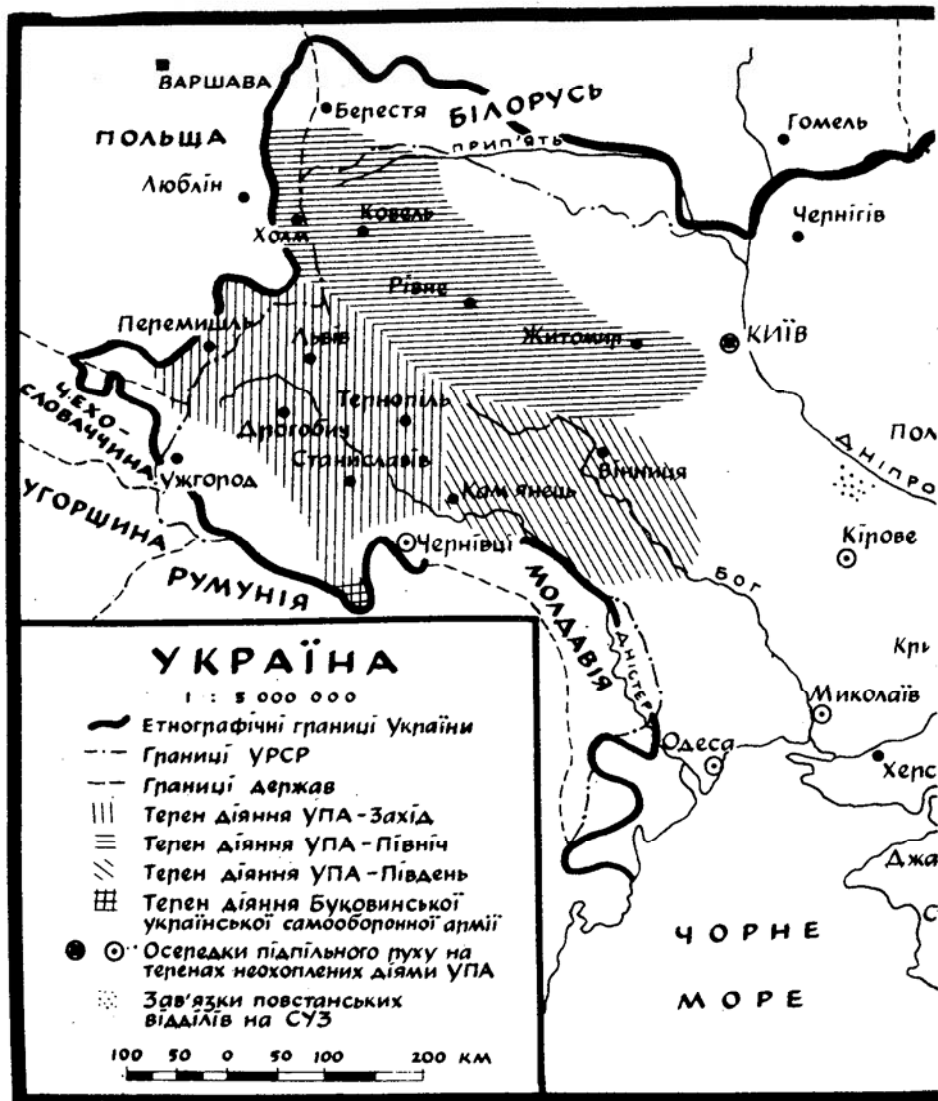 ВАРШАВА
ПОЛЬЩА
Берестя
БІЛОРУСЬ
ПРИП'ЯТЬ
Гомель
Люблін
Холм
Ковель
Чернігів
Рівне
Перемишль
Львів
Житомир
КИЇВ
ЧЕХО-
СЛОВАЧЧИНА
Дрогобич
Тернопіль
ДНІПРО
Пол
Станиславів
Вінниця
Ужгород
Кам'янець
УГОРЩИНА
Чернівці
Кірове
РУМУНІЯ
МОЛДАВІЯ
БОГ
ДНІСТЕР
Кры
Миколаїв
Одеса
Херс
Джа
С
ЧОРНЕ
МОРЕ
УКРАЇНА
1 : 5 000 000
Етнографічні границі України
Границі УРСР
Границі держав
Терен діяння УПА-Захід
Терен діяння УПА-Північ
Терен діяння УПА-Південь
Терен діяння Буковинської
української самооборонної армії
Осередки підпільного руху на
теренах неохоплених діями УПА
Зав'язки повстанських
відділів на СУЗ
100 50 0 50 100 200 км